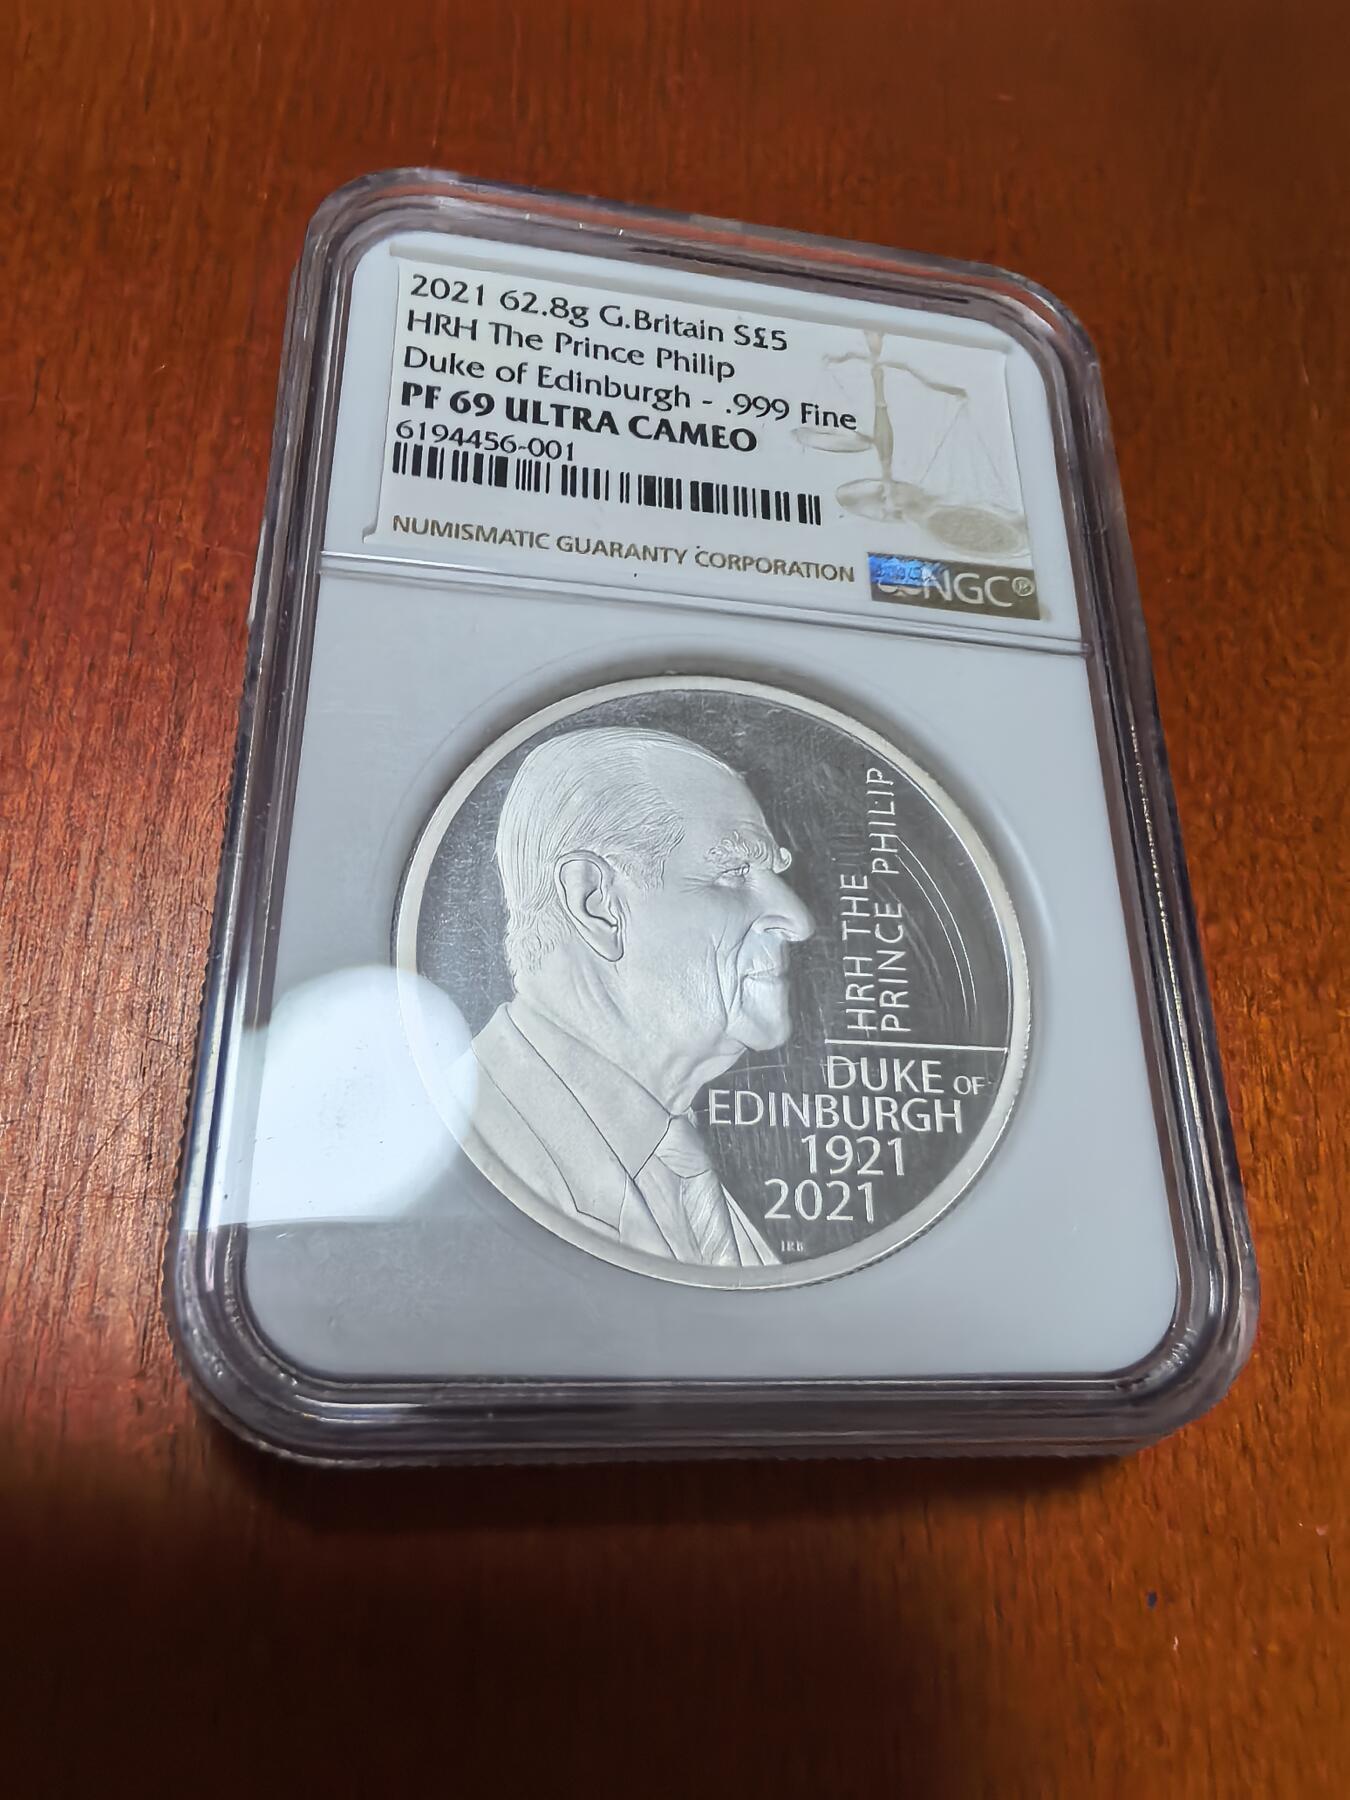 2021 62.8g G.Britain S£5
HRH The Prince Philip
Duke of Edinburgh - .999 Fine
PF 69 ULTRA CAMEO
6194456-001
NUMISMATIC GUARANTY CORPORATION
NGC®
HRH THE
PRINCE PHILIP
DUKE OF
EDINBURGH
1921
2021